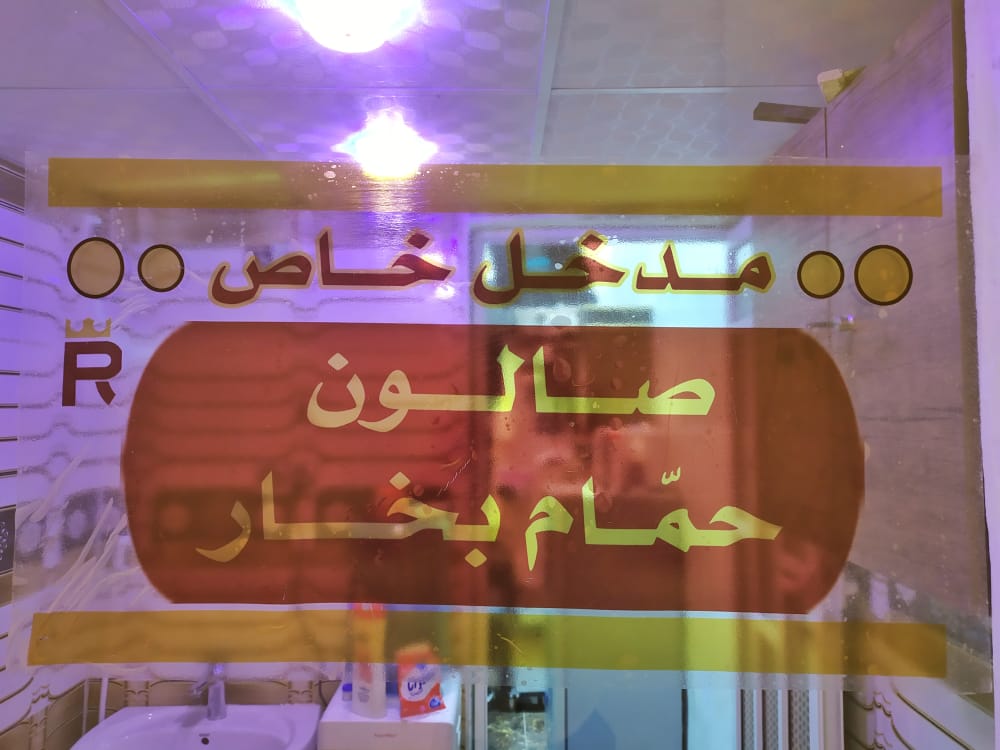 مدخل خاص
R
صالون
حمّام بخار